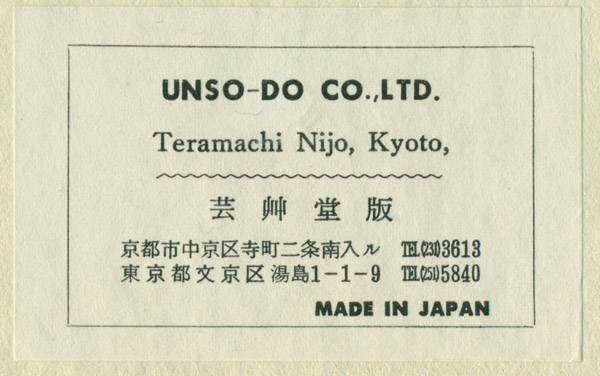 UNSO-DO CO.,LTD.
Teramachi Nijo, Kyoto,
芸艸堂版
京都市中京区寺町二条南入ル TEL(230)3613
東京都文京区湯島1-1-9 TEL(251)5840
MADE IN JAPAN